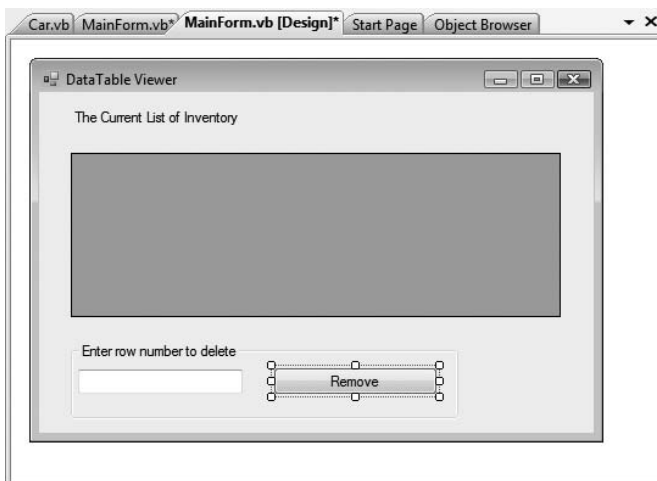 Car.vb MainForm.vb* MainForm.vb [Design]* Start Page Object Browser
DataTable Viewer
The Current List of Inventory
Enter row number to delete
Remove